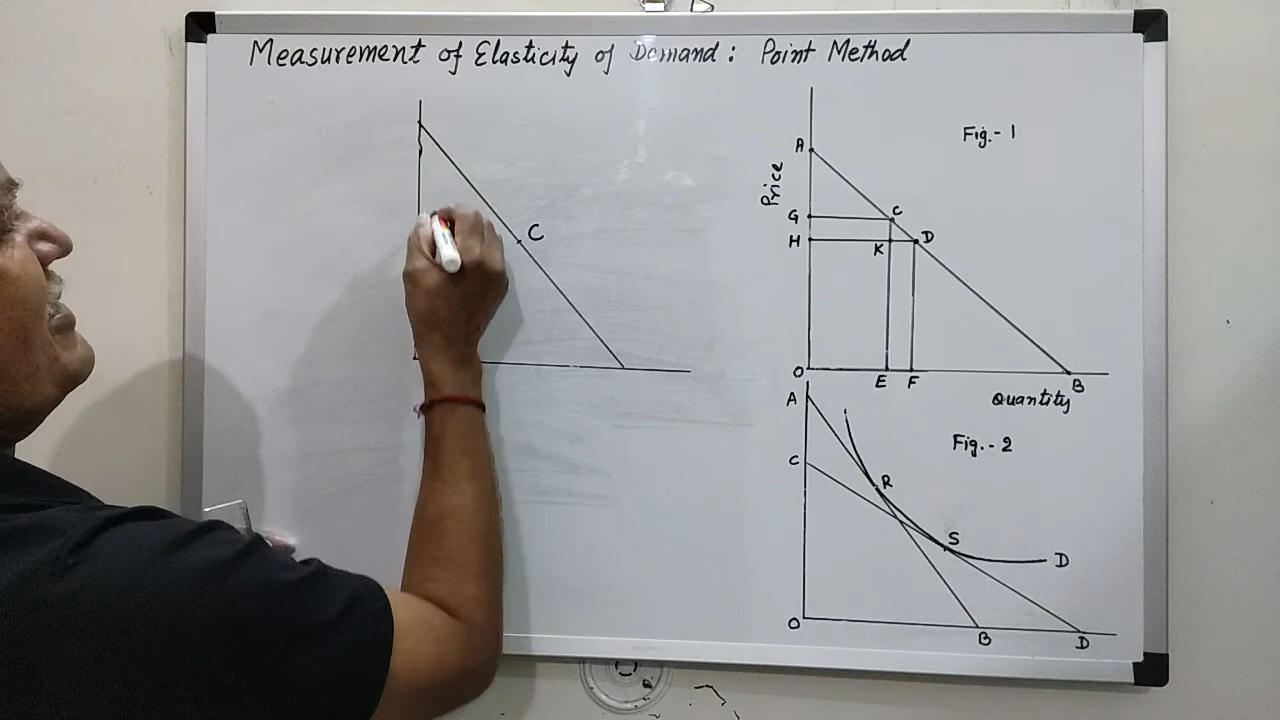 Measurement of Elasticity of Demand : Point Method
C
Fig.- 1
A
Price
G
C
H
K
D
O
E
F
B
Quantity
A
Fig.- 2
C
R
S
D
O
B
D